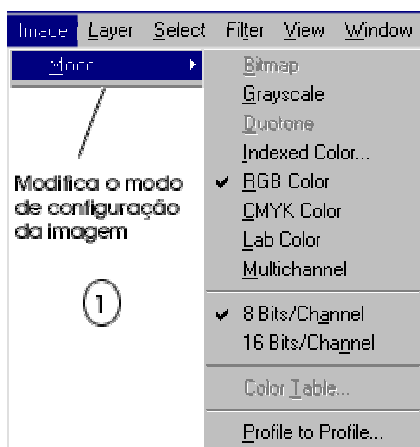 Image Layer Select Filter View Window
Mode
Bitmap
Grayscale
Duotone
Indexed Color...
RGB Color
CMYK Color
Lab Color
Multichannel
8 Bits/Channel
16 Bits/Channel
Color Table...
Profile to Profile...
Modifica o modo
de configuração
da imagem
1